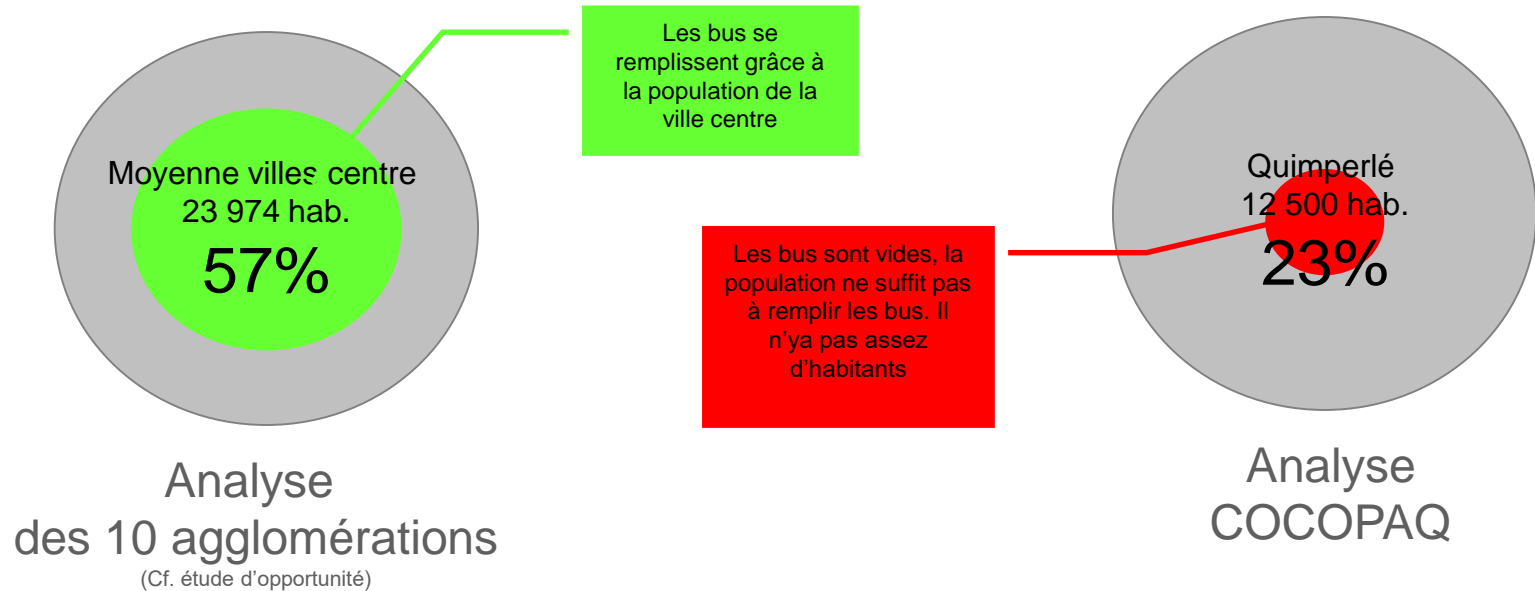 Les bus se
remplissent grâce à
la population de la
ville centre
Moyenne villes centre
23 974 hab.
57%
Quimperlé
12 500 hab.
23%
Les bus sont vides, la
population ne suffit pas
à remplir les bus. Il
n'ya pas assez
d'habitants
Analyse
des 10 agglomérations
(Cf. étude d'opportunité)
Analyse
COCOPAQ